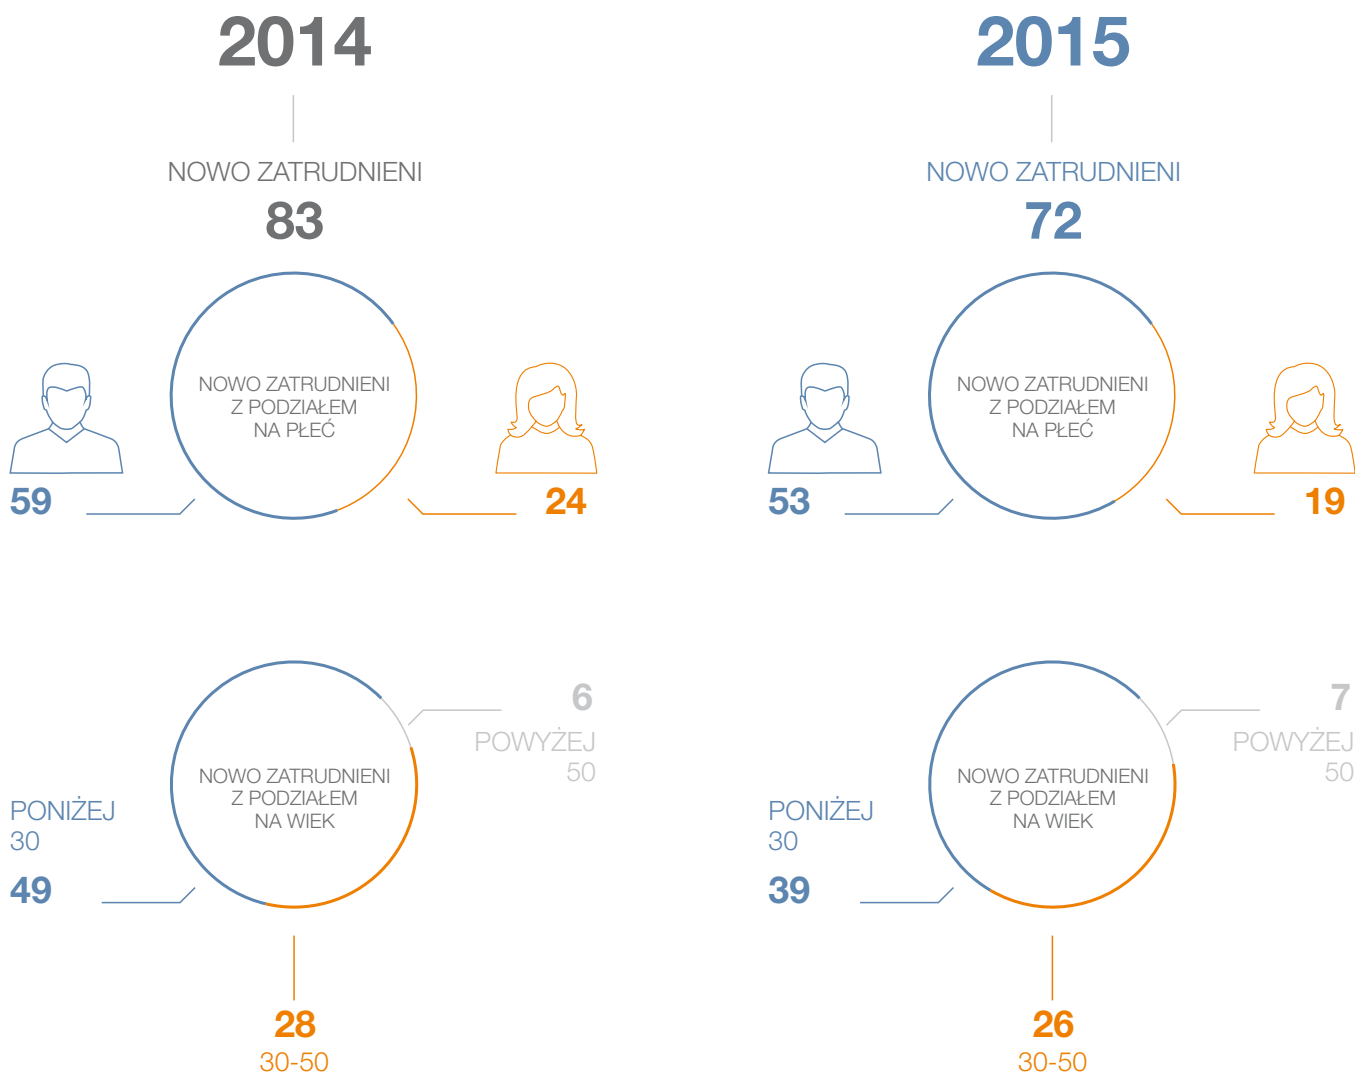 2014
NOWO ZATRUDNIENI
83
NOWO ZATRUDNIENI
Z PODZIAŁEM
NA PŁEĆ
59
24
6
POWYŻEJ
50
NOWO ZATRUDNIENI
Z PODZIAŁEM
NA WIEK
PONIŻEJ
30
49
28
30-50
2015
NOWO ZATRUDNIENI
72
NOWO ZATRUDNIENI
Z PODZIAŁEM
NA PŁEĆ
53
19
7
POWYŻEJ
50
NOWO ZATRUDNIENI
Z PODZIAŁEM
NA WIEK
PONIŻEJ
30
39
26
30-50